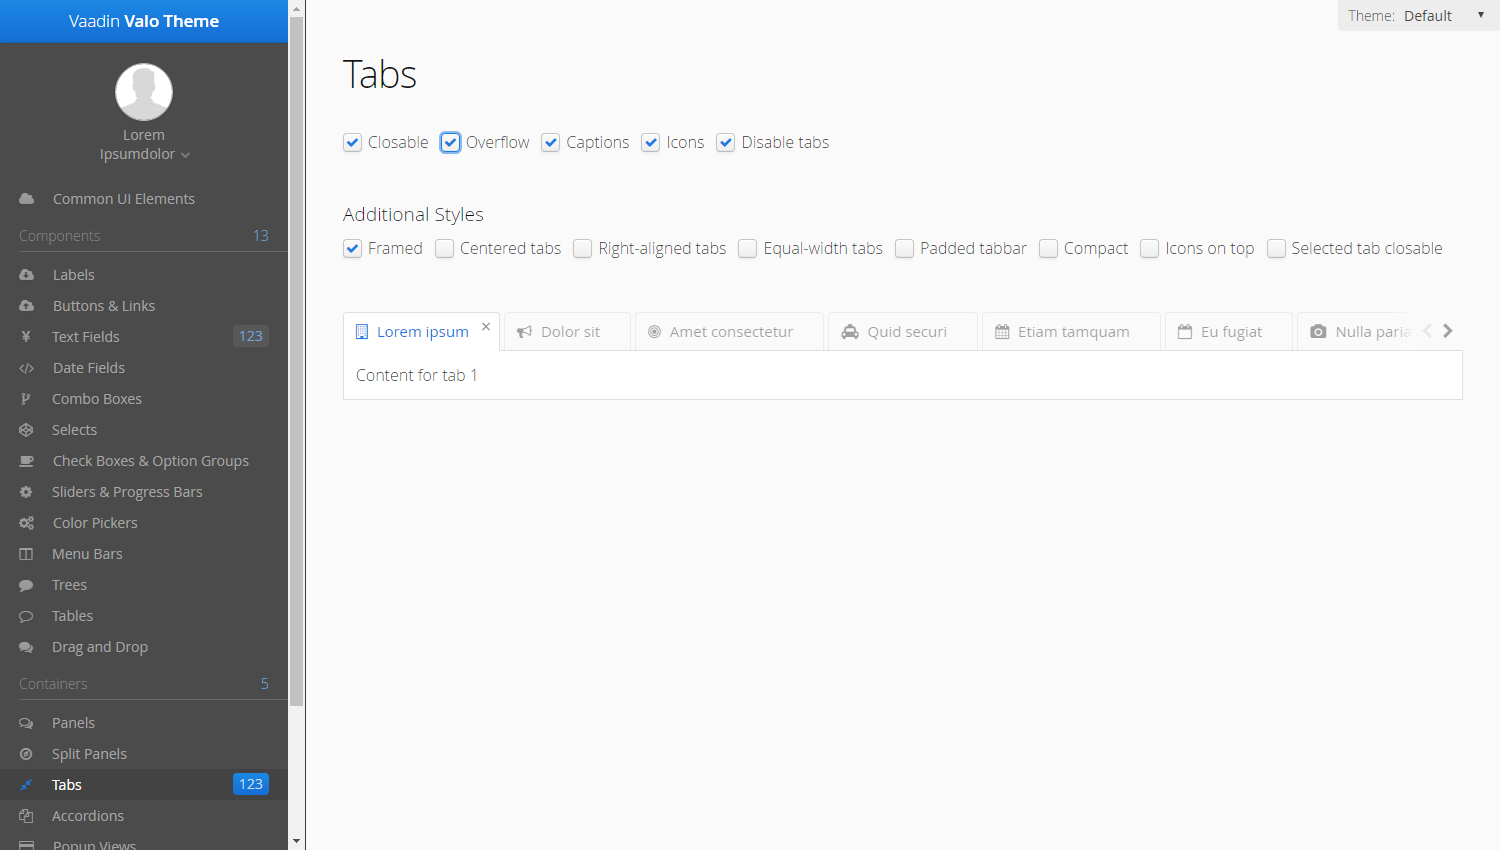 Vaadin Valo Theme
Lorem
Ipsumdolor
Common UI Elements
Components 13
Labels
Buttons & Links
Text Fields 123
Date Fields
Combo Boxes
Selects
Check Boxes & Option Groups
Sliders & Progress Bars
Color Pickers
Menu Bars
Trees
Tables
Drag and Drop
Containers 5
Panels
Split Panels
Tabs 123
Accordions
Popup Views
Theme: Default
Tabs
Closable Overflow Captions Icons Disable tabs
Additional Styles
Framed Centered tabs Right-aligned tabs Equal-width tabs Padded tabbar Compact Icons on top Selected tab closable
Lorem ipsum Dolor sit Amet consectetur Quid securi Etiam tamquam Eu fugiat Nulla paria
Content for tab 1